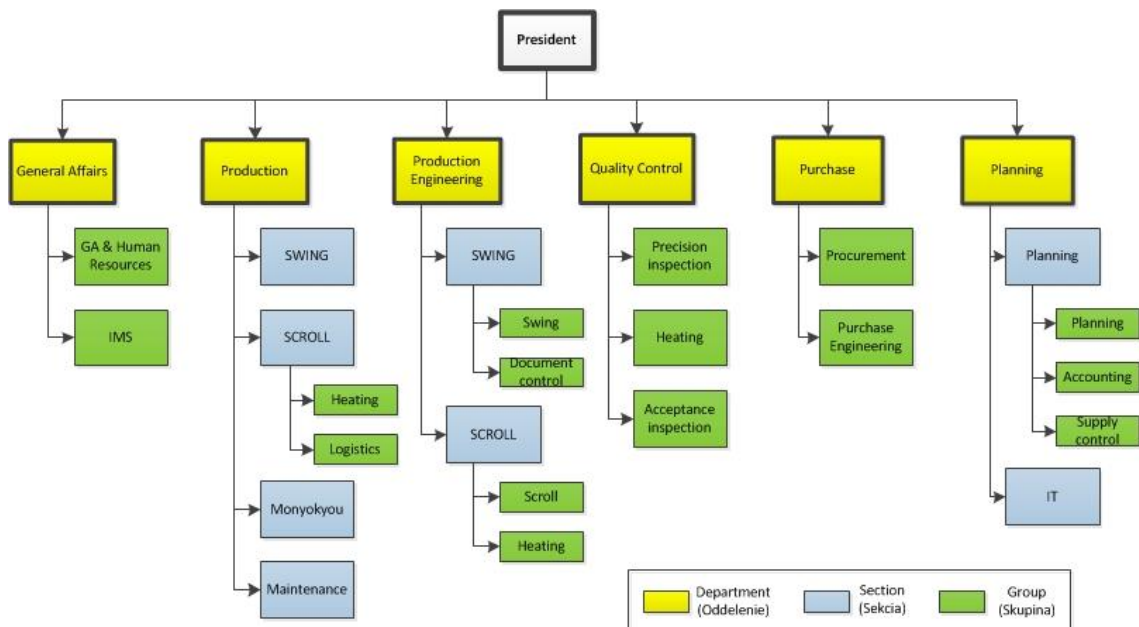 President
General Affairs
Production
Production
Engineering
Quality Control
Purchase
Planning
GA & Human
Resources
IMS
SWING
SCROLL
Heating
Logistics
Monyokyou
Maintenance
SWING
Swing
Document
control
SCROLL
Scroll
Heating
Precision
inspection
Heating
Acceptance
inspection
Procurement
Purchase
Engineering
Planning
Planning
Accounting
Supply
control
IT
Department
(Oddelenie)
Section
(Sekcia)
Group
(Skupina)